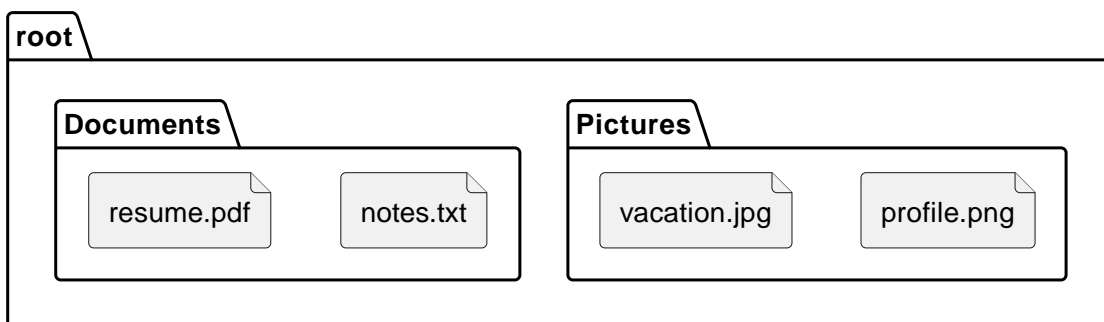 root
Documents
Pictures
resume.pdf
notes.txt
vacation.jpg
profile.png